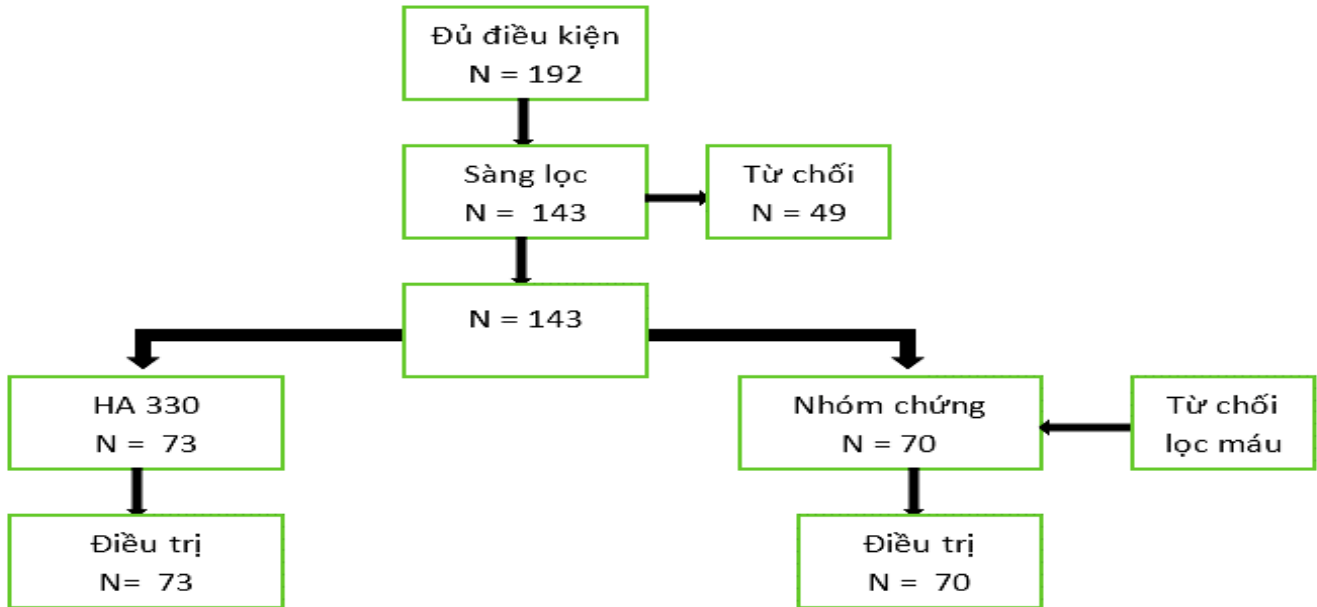 Đủ điều kiện
N = 192
Sàng lọc
N = 143
Từ chối
N = 49
N = 143
HA 330
N = 73
Nhóm chứng
N = 70
Từ chối
lọc máu
Điều trị
N= 73
Điều trị
N = 70